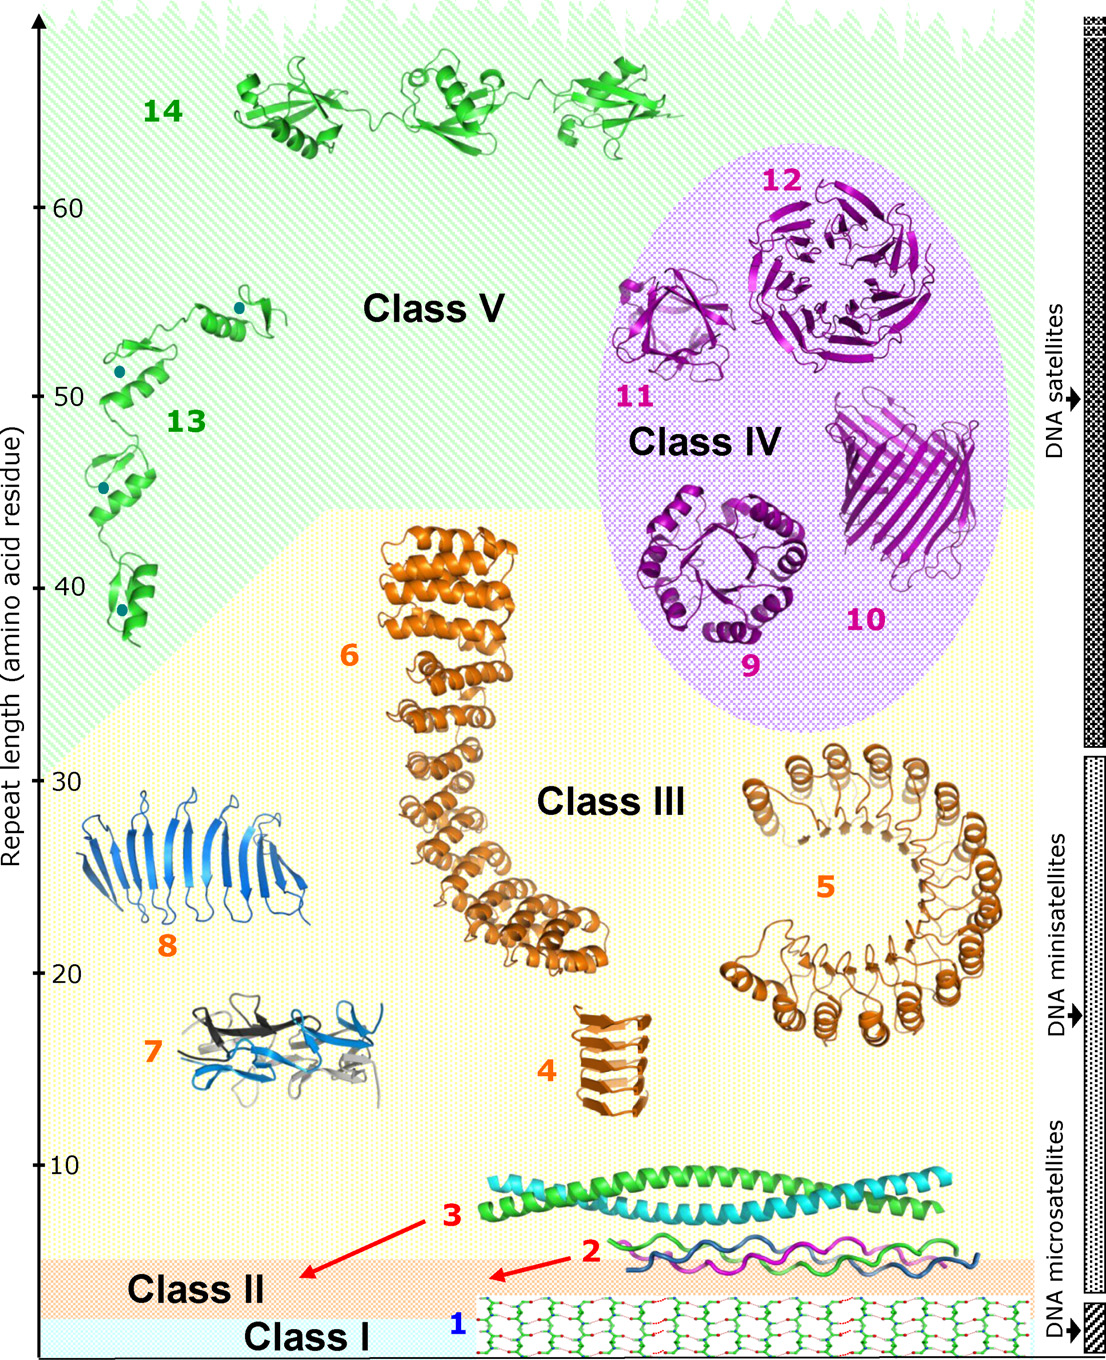 14
12
60
Class V
11
50
13
Class IV
DNA satellites
40
10
6
9
Repeat length (amino acid residue)
30
Class III
5
8
20
DNA minisatellites
7
4
10
3
2
DNA microsatellites
Class II
1
Class I